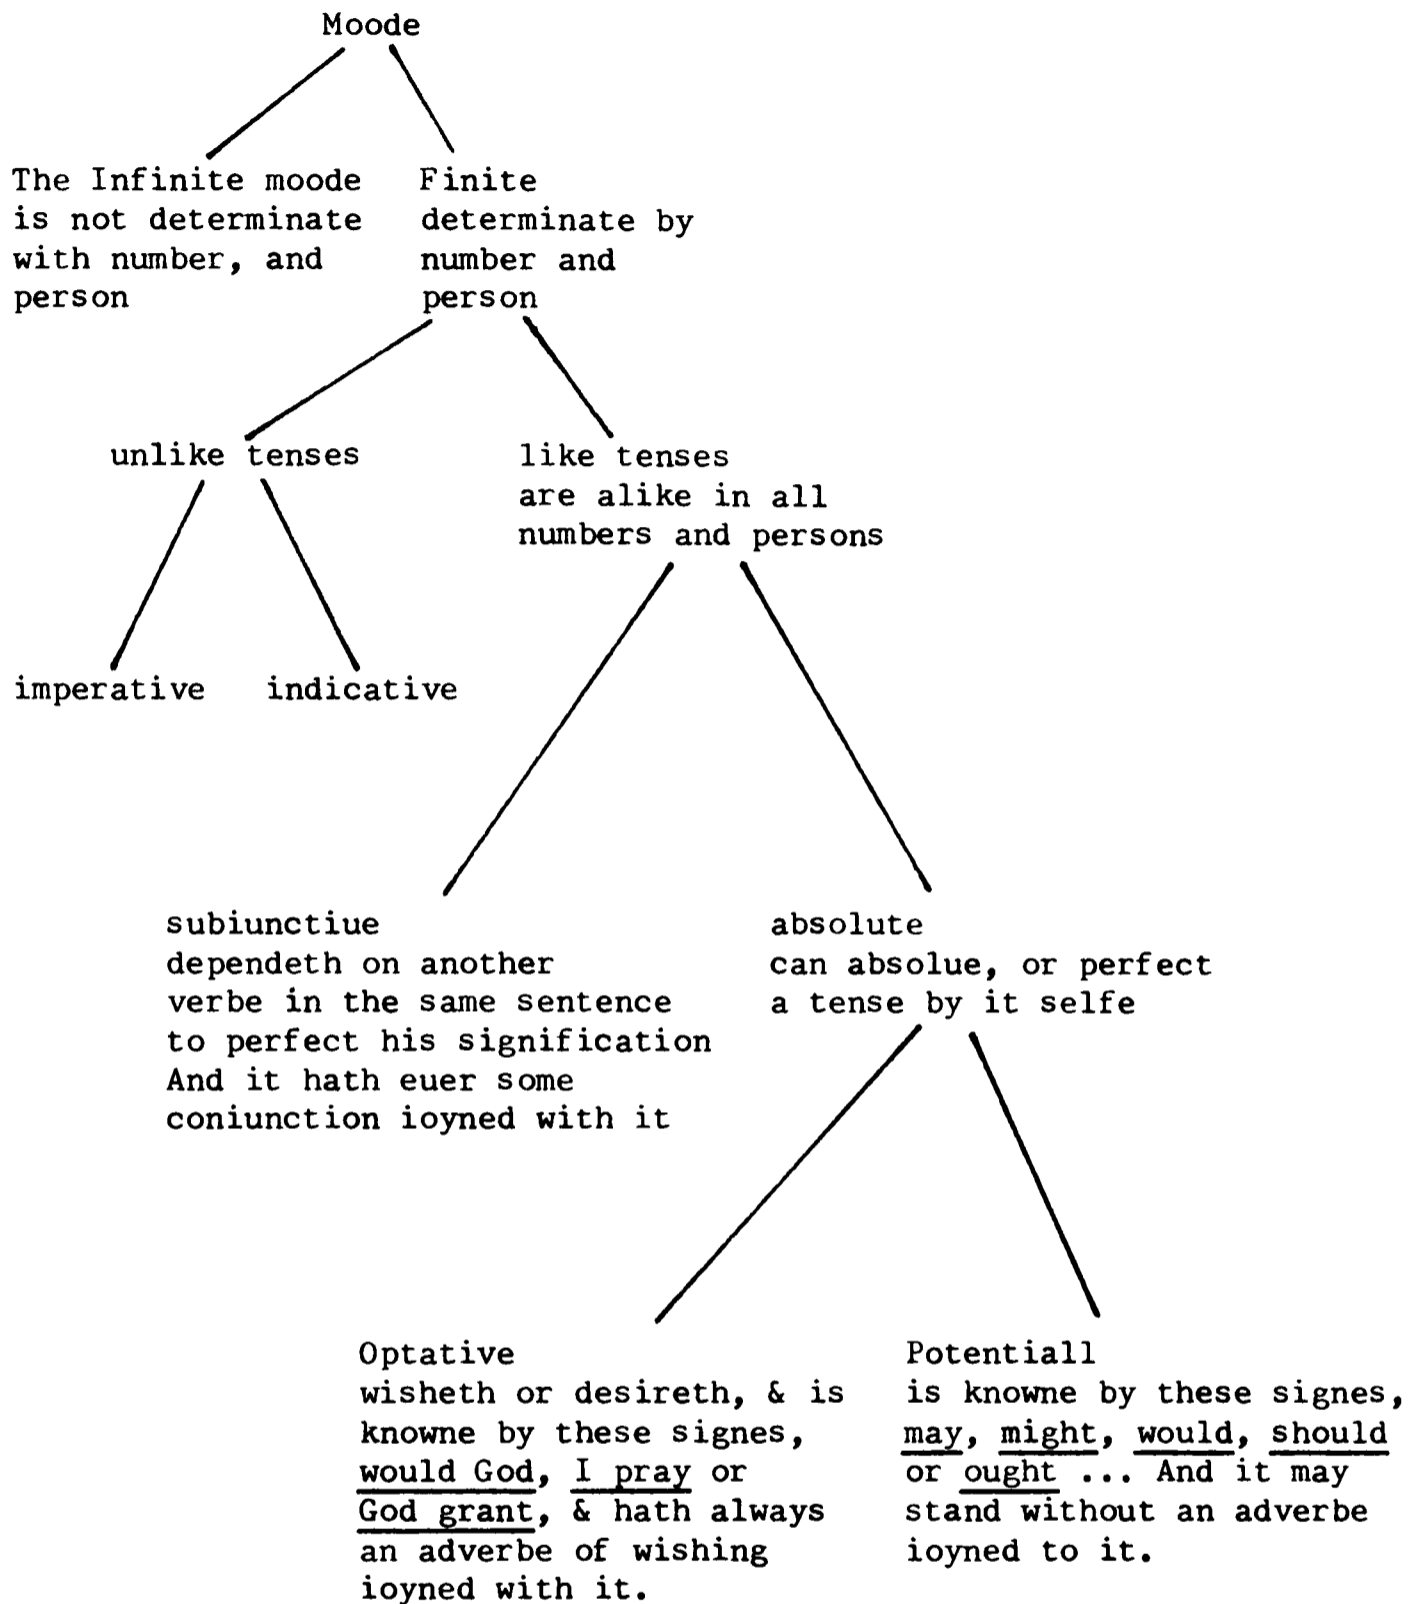 Moode
The Infinite moode
is not determinate
with number, and
person
Finite
determinate by
number and
person
unlike tenses
like tenses
are alike in all
numbers and persons
imperative
indicative
subiunctiue
dependeth on another
verbe in the same sentence
to perfect his signification
And it hath euer some
coniunction ioyned with it
absolute
can absolue, or perfect
a tense by it selfe
Optative
wisheth or desireth, & is
knowne by these signes,
would God, I pray or
God grant, & hath always
an adverbe of wishing
ioyned with it.
Potentiall
is knowne by these signes,
may, might, would, should
or ought ... And it may
stand without an adverbe
ioyned to it.